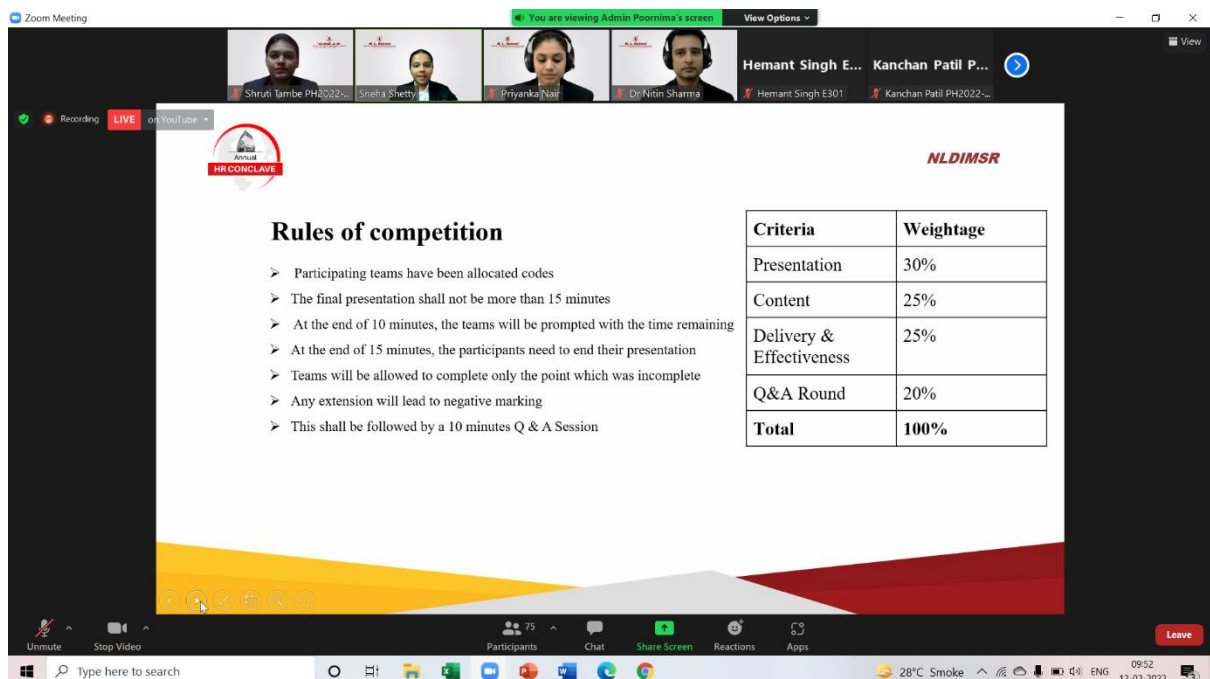 Zoom Meeting
You are viewing Admin Poornima's screen
View Options
View
Shruti Tambe PH2022-...
Sneha Shetty
Priyanka Nair
Dr Nitin Sharma
Hemant Singh E...
Hemant Singh E301
Kanchan Patil P...
Kanchan Patil PH2022-...
Recording
LIVE on YouTube
Annual
HR CONCLAVE
NLDIMSR
Rules of competition
➢ Participating teams have been allocated codes
➢ The final presentation shall not be more than 15 minutes
➢ At the end of 10 minutes, the teams will be prompted with the time remaining
➢ At the end of 15 minutes, the participants need to end their presentation
➢ Teams will be allowed to complete only the point which was incomplete
➢ Any extension will lead to negative marking
➢ This shall be followed by a 10 minutes Q & A Session
Criteria Weightage
Presentation 30%
Content 25%
Delivery & 25%
Effectiveness
Q&A Round 20%
Total 100%
Unmute
Stop Video
75
Participants
Chat
Share Screen
Reactions
Apps
Leave
Type here to search
28°C Smoke
ENG
09:52
12-02-2022